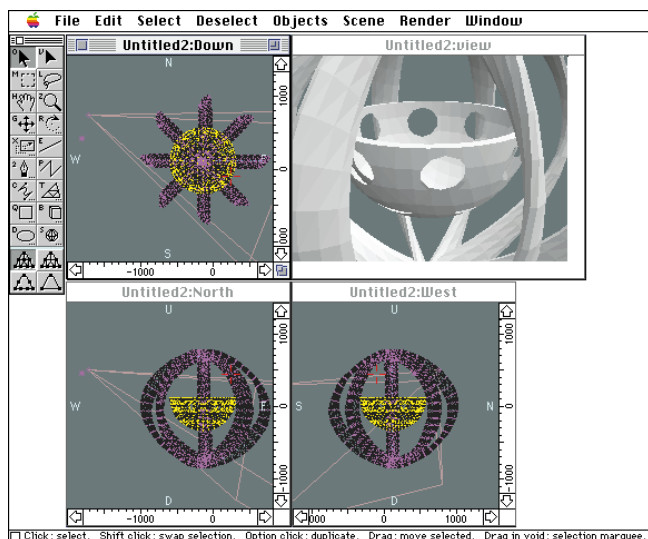 File Edit Select Deselect Objects Scene Render Window
Untitled2:Down
Untitled2:view
N
W
E
S
1000
0
-1000
-1000 0
Untitled2:North
Untitled2:West
U
U
W
E
S
N
D
D
1000
0
-1000
1000
0
-1000
-1000 0
-1000 0 1000
Click: select. Shift click: swap selection. Option click: duplicate. Drag: move selected. Drag in void: selection marquee.